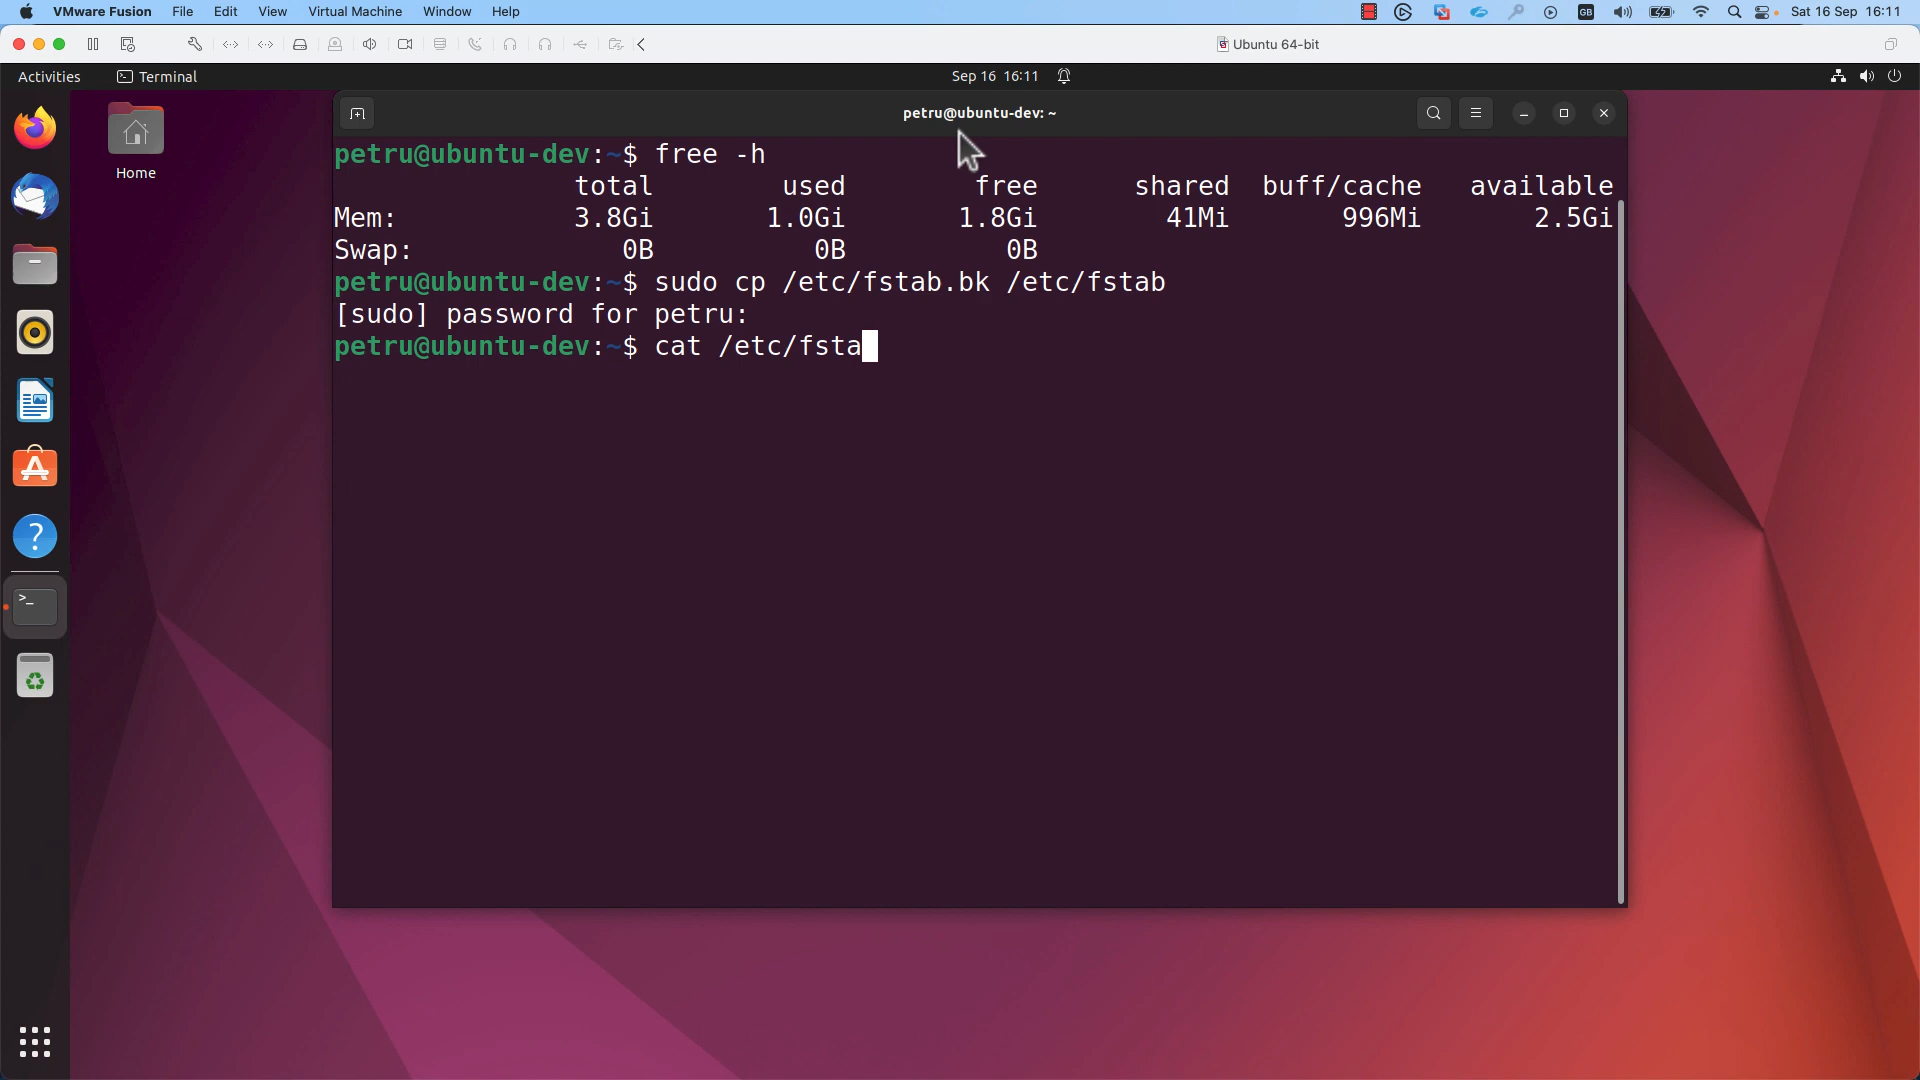 VMware Fusion File Edit View Virtual Machine Window Help GB Sat 16 Sep 16:11
Ubuntu 64-bit
Activities Terminal Sep 16 16:11
petru@ubuntu-dev: ~
Home
petru@ubuntu-dev:~$ free -h
total used free shared buff/cache available
Mem: 3.8Gi 1.0Gi 1.8Gi 41Mi 996Mi 2.5Gi
Swap: 0B 0B 0B
petru@ubuntu-dev:~$ sudo cp /etc/fstab.bk /etc/fstab
[sudo] password for petru:
petru@ubuntu-dev:~$ cat /etc/fsta